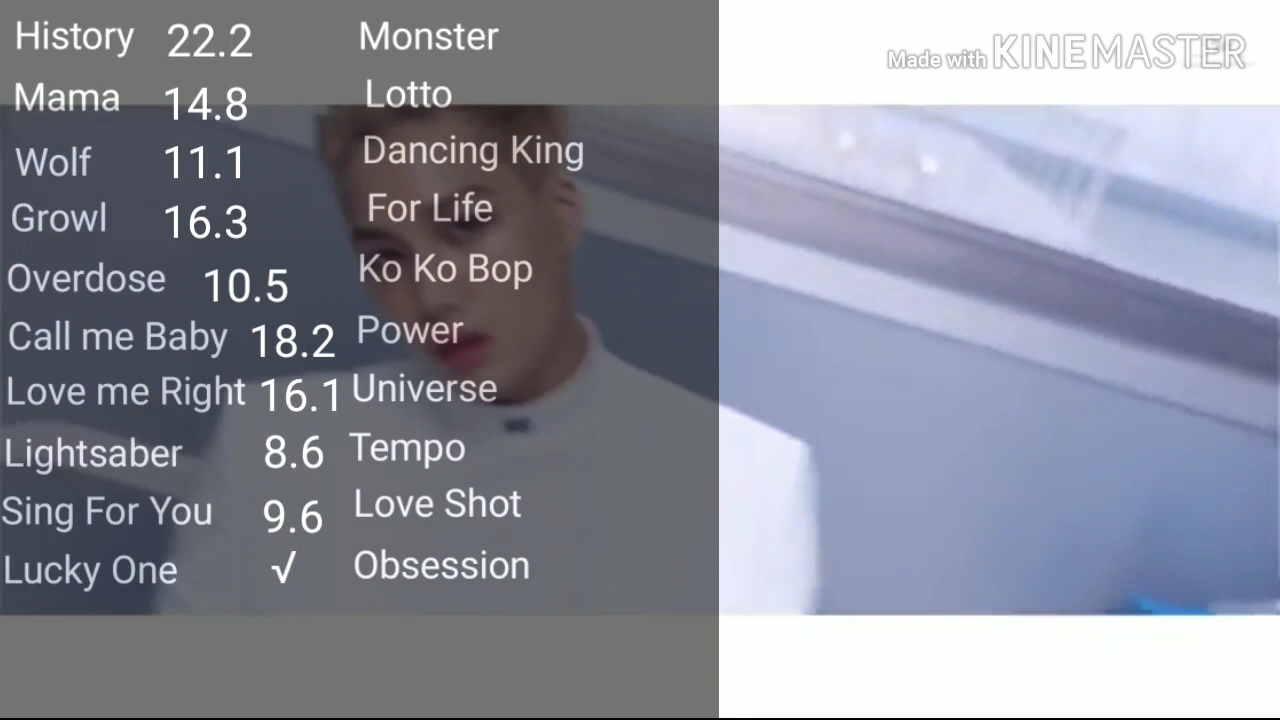 History 22.2
Mama 14.8
Wolf 11.1
Growl 16.3
Overdose 10.5
Call me Baby 18.2
Love me Right 16.1
Lightsaber 8.6
Sing For You 9.6
Lucky One √
Monster
Lotto
Dancing King
For Life
Ko Ko Bop
Power
Universe
Tempo
Love Shot
Obsession
Made with KINEMASTER